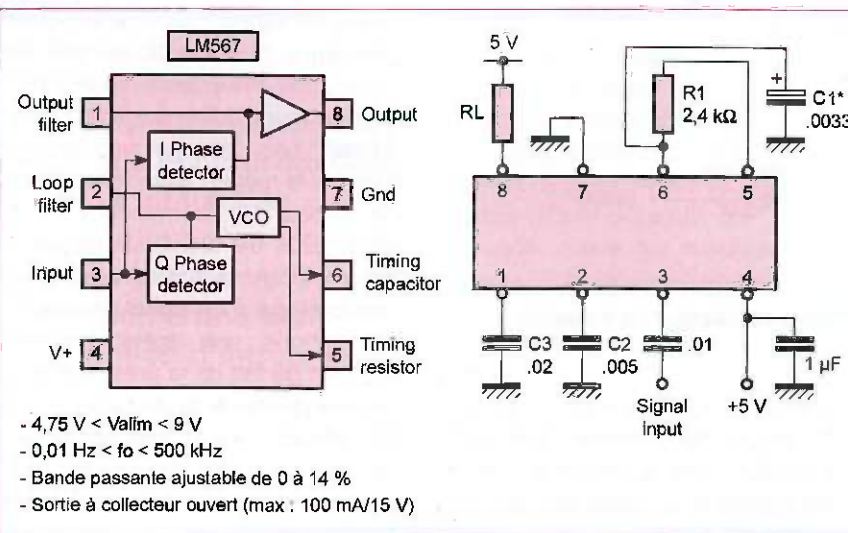 LM567
Output
filter
1
8
Output
I Phase
detector
Loop
filter
2
7
Gnd
VCO
Input
3
Q Phase
detector
6
Timing
capacitor
V+
4
5
Timing
resistor
- 4,75 V < Valim < 9 V
- 0,01 Hz < fo < 500 kHz
- Bande passante ajustable de 0 à 14 %
- Sortie à collecteur ouvert (max : 100 mA/15 V)
5 V
RL
R1
2,4 kΩ
+
C1*
.0033
8
7
6
5
1
2
3
4
C3
.02
C2
.005
.01
1 µF
Signal
input
+5 V